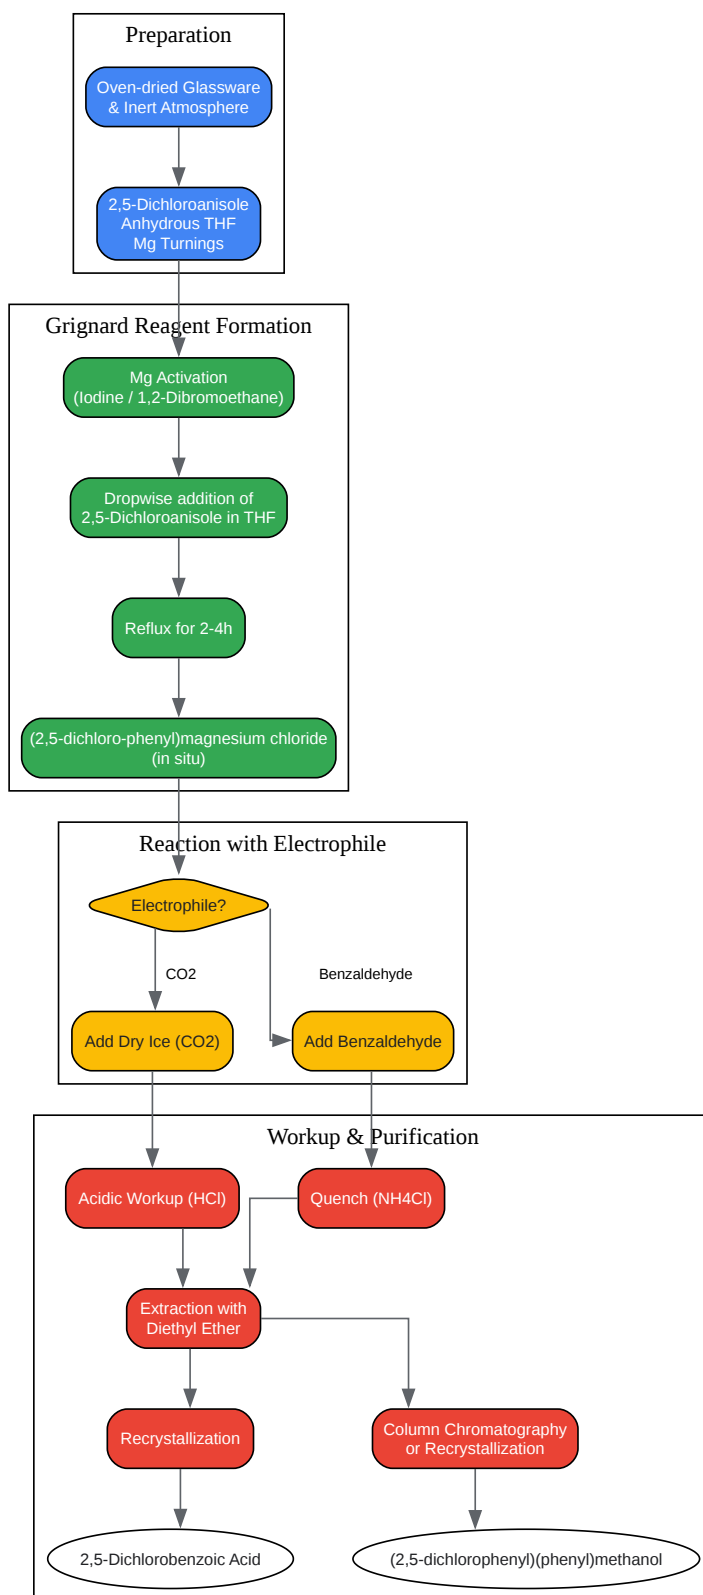 Preparation
Oven-dried Glassware
& Inert Atmosphere
2,5-Dichloroanisole
Anhydrous THF
Mg Turnings
Grignard Reagent Formation
Mg Activation
(Iodine / 1,2-Dibromoethane)
Dropwise addition of
2,5-Dichloroanisole in THF
Reflux for 2-4h
(2,5-dichloro-phenyl)magnesium chloride
(in situ)
Reaction with Electrophile
Electrophile?
CO2
Benzaldehyde
Add Dry Ice (CO2)
Add Benzaldehyde
Workup & Purification
Acidic Workup (HCl)
Quench (NH4Cl)
Extraction with
Diethyl Ether
Recrystallization
Column Chromatography
or Recrystallization
2,5-Dichlorobenzoic Acid
(2,5-dichlorophenyl)(phenyl)methanol